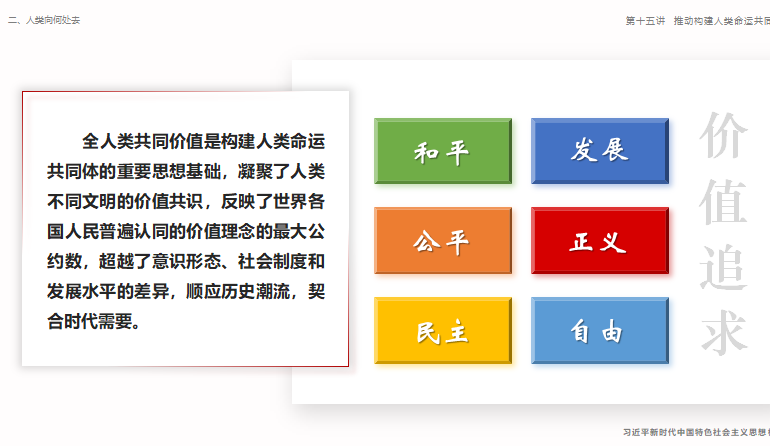 二、人类向何处去
第十五讲 推动构建人类命运共同
全人类共同价值是构建人类命运
共同体的重要思想基础，凝聚了人类
不同文明的价值共识，反映了世界各
国人民普遍认同的价值理念的最大公
约数，超越了意识形态、社会制度和
发展水平的差异，顺应历史潮流，契
合时代需要。
和平
发展
公平
正义
民主
自由
价值追求
习近平新时代中国特色社会主义思想